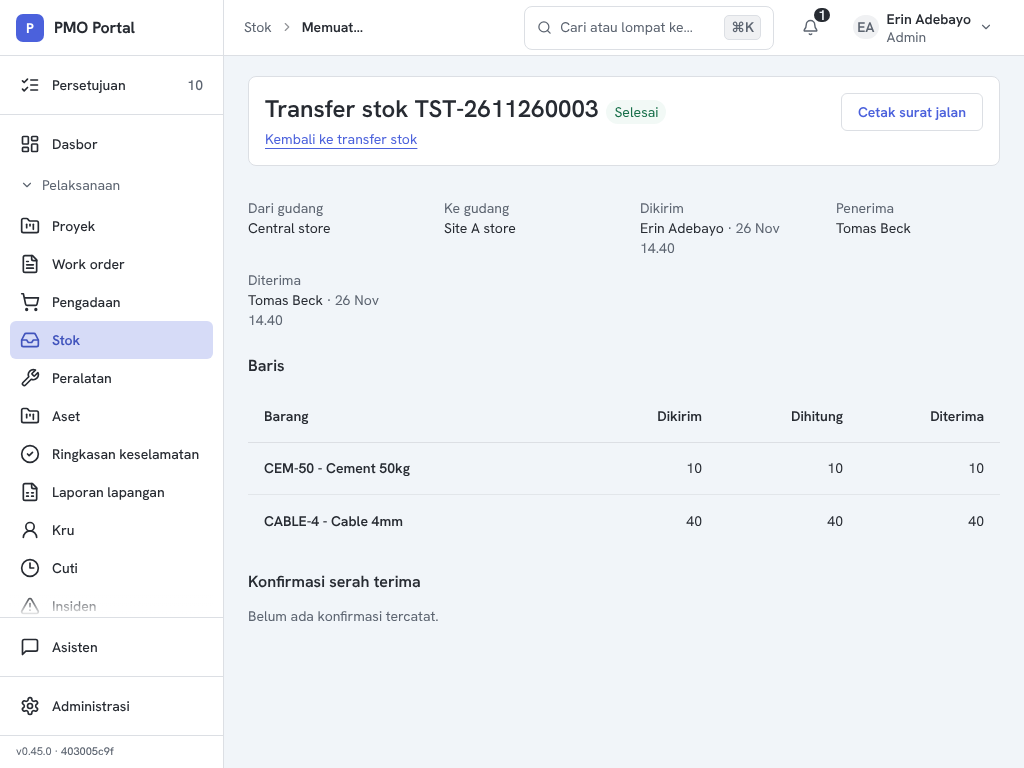 P PMO Portal
Stok > Memuat...
Cari atau lompat ke... ⌘K
1
EA Erin Adebayo
Admin
Persetujuan 10
Dasbor
Pelaksanaan
Proyek
Work order
Pengadaan
Stok
Peralatan
Aset
Ringkasan keselamatan
Laporan lapangan
Kru
Cuti
Insiden
Asisten
Administrasi
v0.45.0 · 403005c9f
Transfer stok TST-2611260003 Selesai
Kembali ke transfer stok
Cetak surat jalan
Dari gudang
Central store
Ke gudang
Site A store
Dikirim
Erin Adebayo · 26 Nov
14.40
Penerima
Tomas Beck
Diterima
Tomas Beck · 26 Nov
14.40
Baris
Barang Dikirim Dihitung Diterima
CEM-50 - Cement 50kg 10 10 10
CABLE-4 - Cable 4mm 40 40 40
Konfirmasi serah terima
Belum ada konfirmasi tercatat.